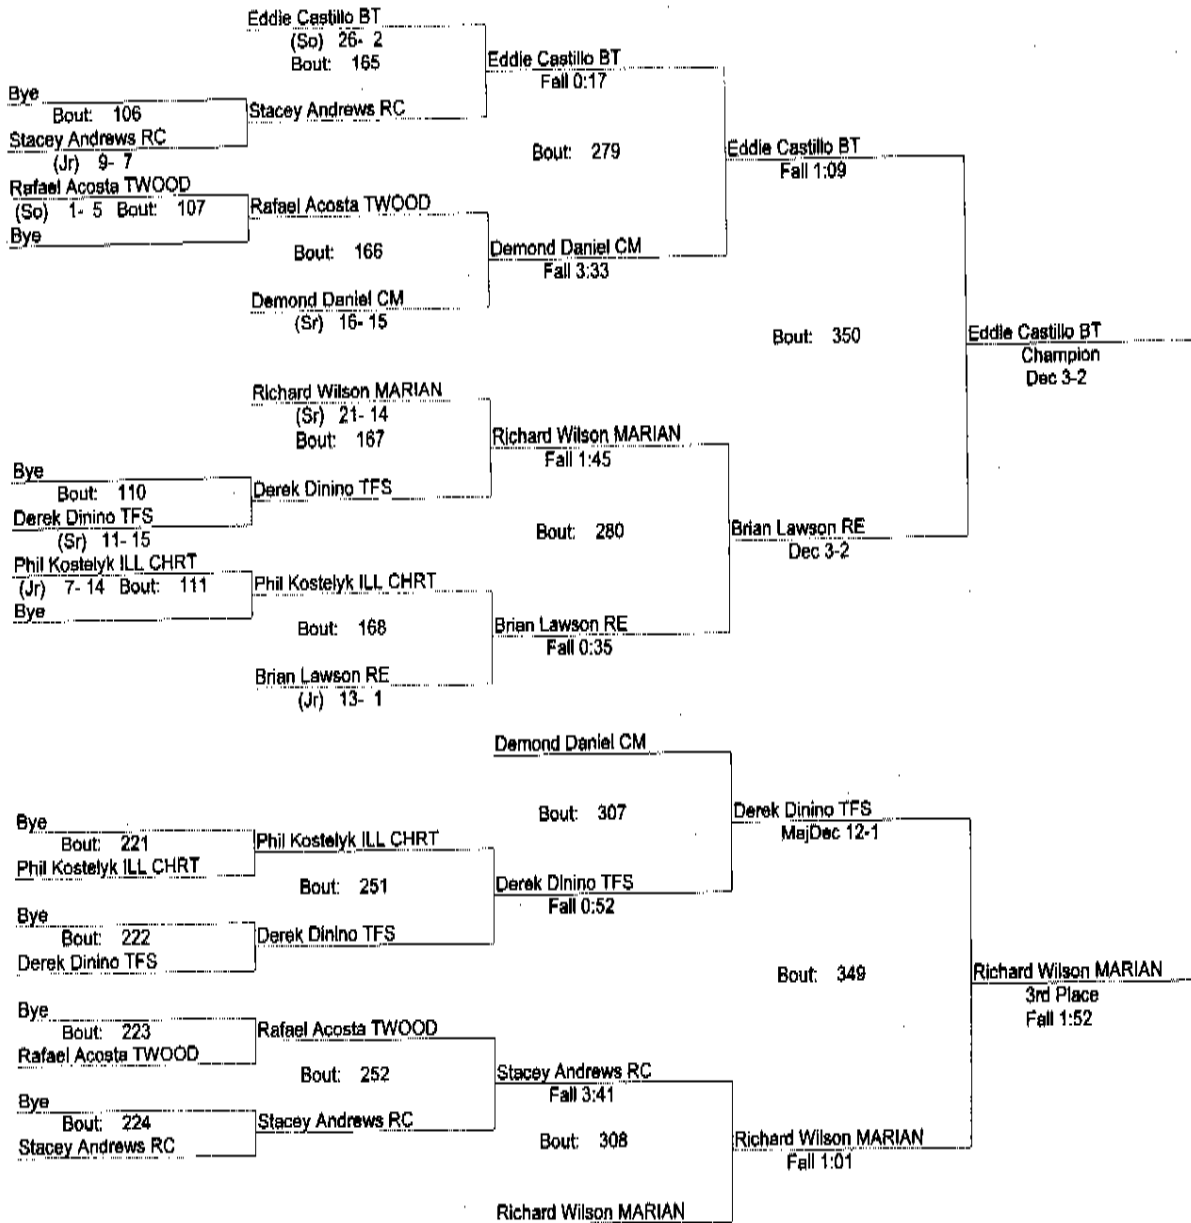 Eddie Castillo BT
(So) 26- 2
Bout: 165
Eddie Castillo BT
Fall 0:17
Bye
Bout: 106
Stacey Andrews RC
Stacey Andrews RC
(Jr) 9- 7
Bout: 279
Eddie Castillo BT
Fall 1:09
Rafael Acosta TWOOD
(So) 1- 5 Bout: 107
Rafael Acosta TWOOD
Bye
Bout: 166
Demond Daniel CM
Fall 3:33
Demond Daniel CM
(Sr) 16- 15
Bout: 350
Eddie Castillo BT
Champion
Dec 3-2
Richard Wilson MARIAN
(Sr) 21- 14
Bout: 167
Richard Wilson MARIAN
Fall 1:45
Bye
Bout: 110
Derek Dinino TFS
Derek Dinino TFS
(Sr) 11- 15
Bout: 280
Brian Lawson RE
Dec 3-2
Phil Kostelyk ILL CHRT
(Jr) 7- 14 Bout: 111
Phil Kostelyk ILL CHRT
Bye
Bout: 168
Brian Lawson RE
Fall 0:35
Brian Lawson RE
(Jr) 13- 1
Demond Daniel CM
Bout: 307
Derek Dinino TFS
MajDec 12-1
Bye
Bout: 221
Phil Kostelyk ILL CHRT
Phil Kostelyk ILL CHRT
Bout: 251
Derek Dinino TFS
Fall 0:52
Bye
Bout: 222
Derek Dinino TFS
Derek Dinino TFS
Bout: 349
Richard Wilson MARIAN
3rd Place
Fall 1:52
Bye
Bout: 223
Rafael Acosta TWOOD
Rafael Acosta TWOOD
Bout: 252
Stacey Andrews RC
Fall 3:41
Bye
Bout: 224
Stacey Andrews RC
Stacey Andrews RC
Bout: 308
Richard Wilson MARIAN
Fall 1:01
Richard Wilson MARIAN